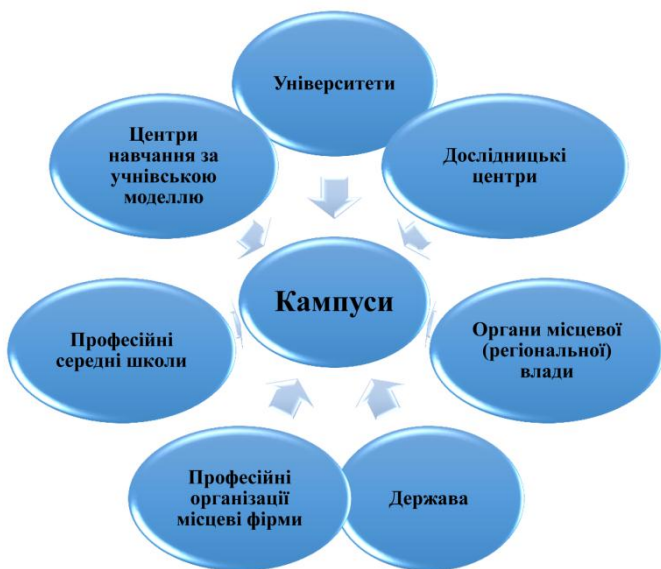 Університети
Центри
навчання за
учнівською
моделлю
Дослідницькі
центри
Кампуси
Професійні
середні школи
Органи місцевої
(регіональної)
влади
Професійні
організації
місцеві фірми
Держава